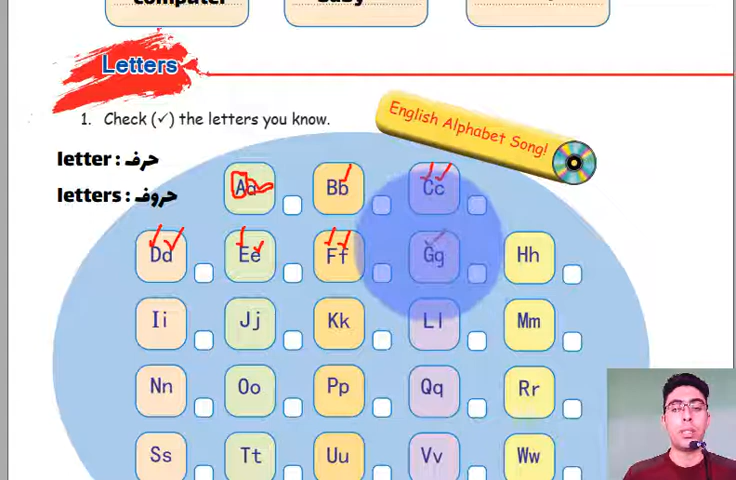 computer
baby
Letters
1. Check (✓) the letters you know.
English Alphabet Song!
letter : حرف
letters : حروف
Aa Bb Cc
Dd Ee Ff Gg Hh
Ii Jj Kk Ll Mm
Nn Oo Pp Qq Rr
Ss Tt Uu Vv Ww